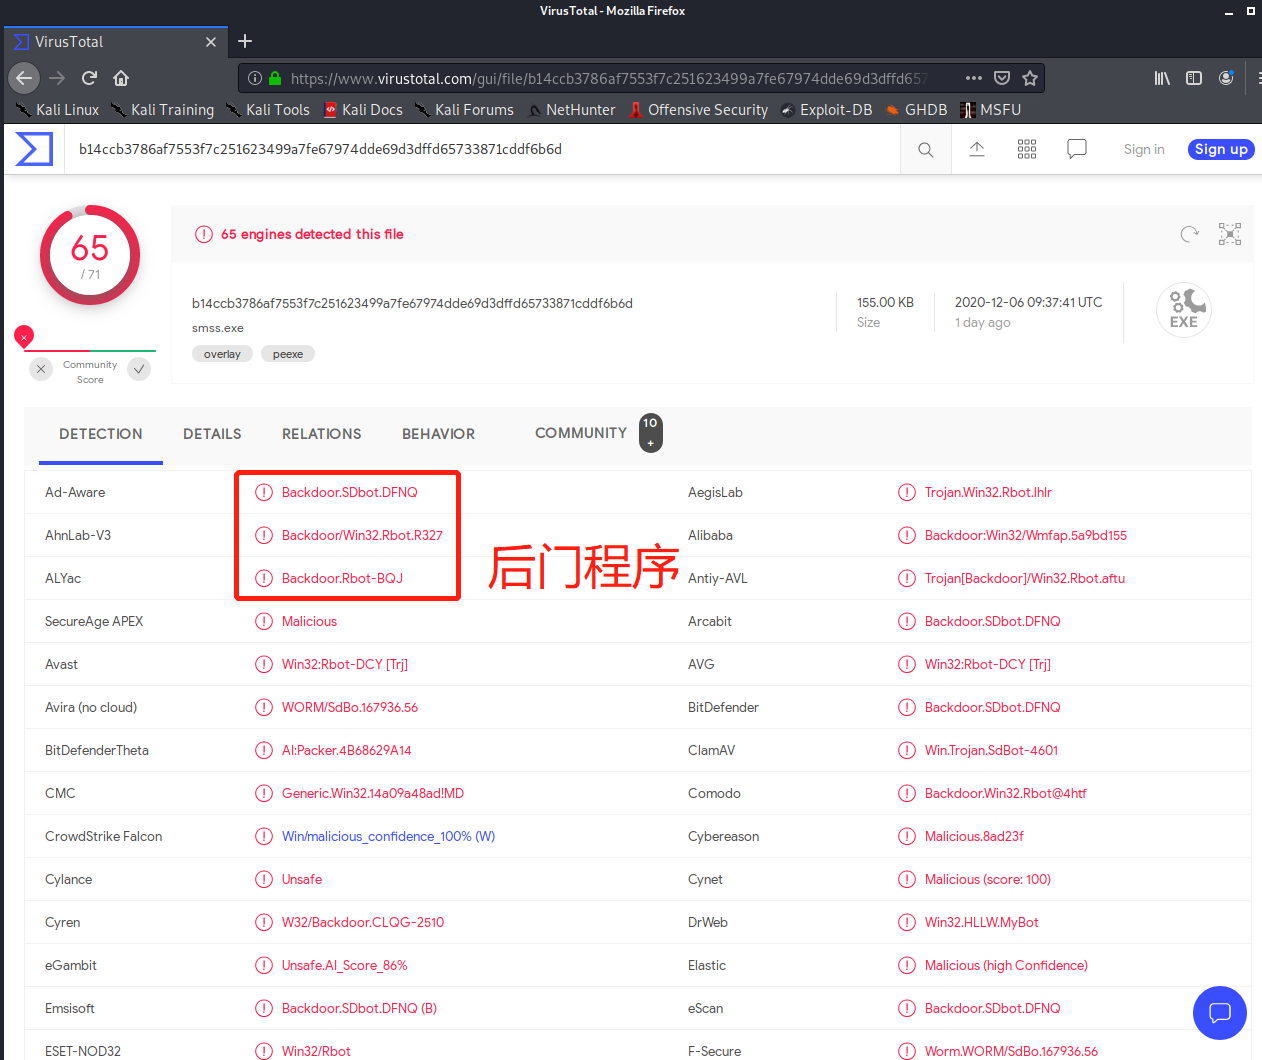 VirusTotal - Mozilla Firefox
VirusTotal
https://www.virustotal.com/gui/file/b14ccb3786af7553f7c251623499a7fe67974dde69d3dffd657
Kali Linux Kali Training Kali Tools Kali Docs Kali Forums NetHunter Offensive Security Exploit-DB GHDB MSFU
b14ccb3786af7553f7c251623499a7fe67974dde69d3dffd65733871cddf6b6d
Sign in Sign up
65
/ 71
65 engines detected this file
b14ccb3786af7553f7c251623499a7fe67974dde69d3dffd65733871cddf6b6d
smss.exe
overlay peexe
155.00 KB
Size
2020-12-06 09:37:41 UTC
1 day ago
EXE
Community
Score
DETECTION DETAILS RELATIONS BEHAVIOR COMMUNITY 10
+
Ad-Aware Backdoor.SDbot.DFNQ AegisLab Trojan.Win32.Rbot.lhlr
AhnLab-V3 Backdoor/Win32.Rbot.R327 Alibaba Backdoor:Win32/Wmfap.5a9bd155
后门程序
ALYac Backdoor.Rbot-BQJ Antiy-AVL Trojan[Backdoor]/Win32.Rbot.aftu
SecureAge APEX Malicious Arcabit Backdoor.SDbot.DFNQ
Avast Win32:Rbot-DCY [Trj] AVG Win32:Rbot-DCY [Trj]
Avira (no cloud) WORM/SdBo.167936.56 BitDefender Backdoor.SDbot.DFNQ
BitDefenderTheta AI:Packer.4B68629A14 ClamAV Win.Trojan.SdBot-4601
CMC Generic.Win32.14a09a48ad!MD Comodo Backdoor.Win32.Rbot@4htf
CrowdStrike Falcon Win/malicious_confidence_100% (W) Cybereason Malicious.8ad23f
Cylance Unsafe Cynet Malicious (score: 100)
Cyren W32/Backdoor.CLQG-2510 DrWeb Win32.HLLW.MyBot
eGambit Unsafe.AI_Score_86% Elastic Malicious (high Confidence)
Emsisoft Backdoor.SDbot.DFNQ (B) eScan Backdoor.SDbot.DFNQ
ESET-NOD32 Win32/Rbot F-Secure Worm.WORM/SdBo.167936.56